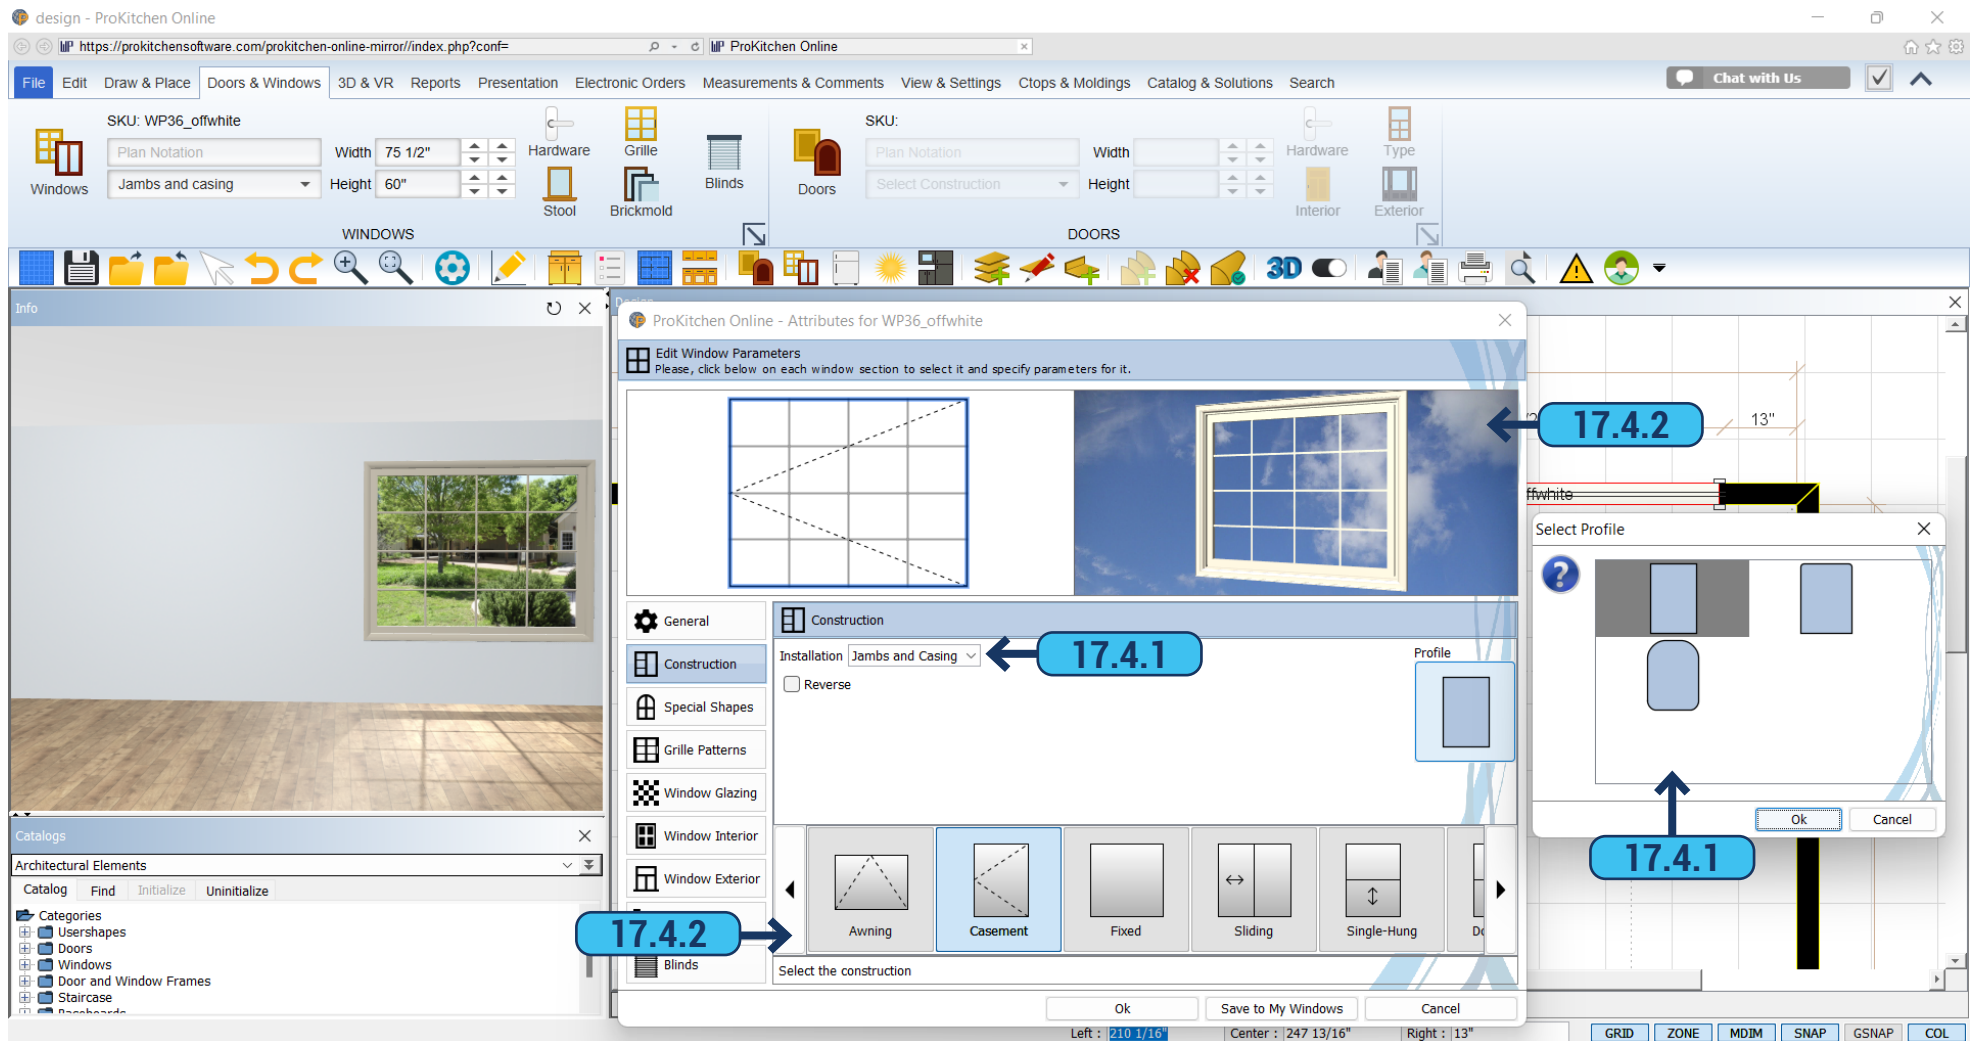 design - ProKitchen Online
https://prokitchensoftware.com/prokitchen-online-mirror//index.php?conf=
ProKitchen Online
File Edit Draw & Place Doors & Windows 3D & VR Reports Presentation Electronic Orders Measurements & Comments View & Settings Ctops & Moldings Catalog & Solutions Search
Chat with Us
SKU: WP36_offwhite
Plan Notation
Width 75 1/2"
Windows
Jambs and casing
Height 60"
Hardware
Grille
Stool
Brickmold
Blinds
WINDOWS
SKU:
Plan Notation
Width
Doors
Select Construction
Height
Hardware
Type
Interior
Exterior
DOORS
3D
Info
ProKitchen Online - Attributes for WP36_offwhite
Edit Window Parameters
Please, click below on each window section to select it and specify parameters for it.
17.4.2
13"
offwhite
General
Construction
Special Shapes
Grille Patterns
Window Glazing
Window Interior
Window Exterior
Blinds
Construction
Installation Jambs and Casing
17.4.1
Reverse
Profile
Select Profile
Ok Cancel
17.4.1
Awning
Casement
Fixed
Sliding
Single-Hung
17.4.2
Select the construction
Ok Save to My Windows Cancel
Catalogs
Architectural Elements
Catalog Find Initialize Uninitialize
Categories
Usershapes
Doors
Windows
Door and Window Frames
Staircase
Baseboards
Left : 210 1/16" Center : 247 13/16" Right : 13"
GRID ZONE MDIM SNAP GSNAP COL